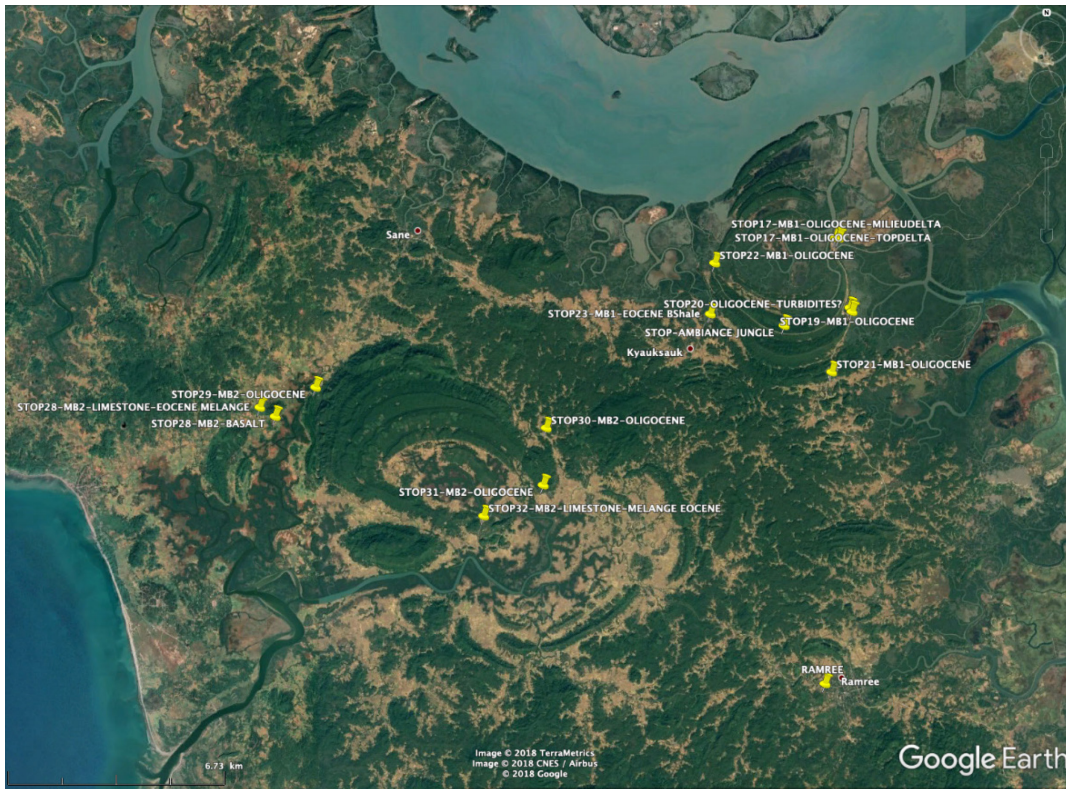 N
STOP17-MB1-OLIGOCENE-MILIEUDELTA
Sane
STOP17-MB1-OLIGOCENE-TOPDELTA
STOP22-MB1-OLIGOCENE
STOP20-OLIGOCENE-TURBIDITES?
STOP23-MB1-EOCENE BShale
STOP19-MB1-OLIGOCENE
STOP-AMBIANCE JUNGLE
Kyauksauk
STOP21-MB1-OLIGOCENE
STOP29-MB2-OLIGOCENE
STOP28-MB2-LIMESTONE-EOCENE MELANGE
STOP28-MB2-BASALT
STOP30-MB2-OLIGOCENE
STOP31-MB2-OLIGOCENE
STOP32-MB2-LIMESTONE-MELANGE EOCENE
RAMREE
Ramree
Image © 2018 TerraMetrics
Image © 2018 CNES / Airbus
© 2018 Google
6.73 km
Google Earth